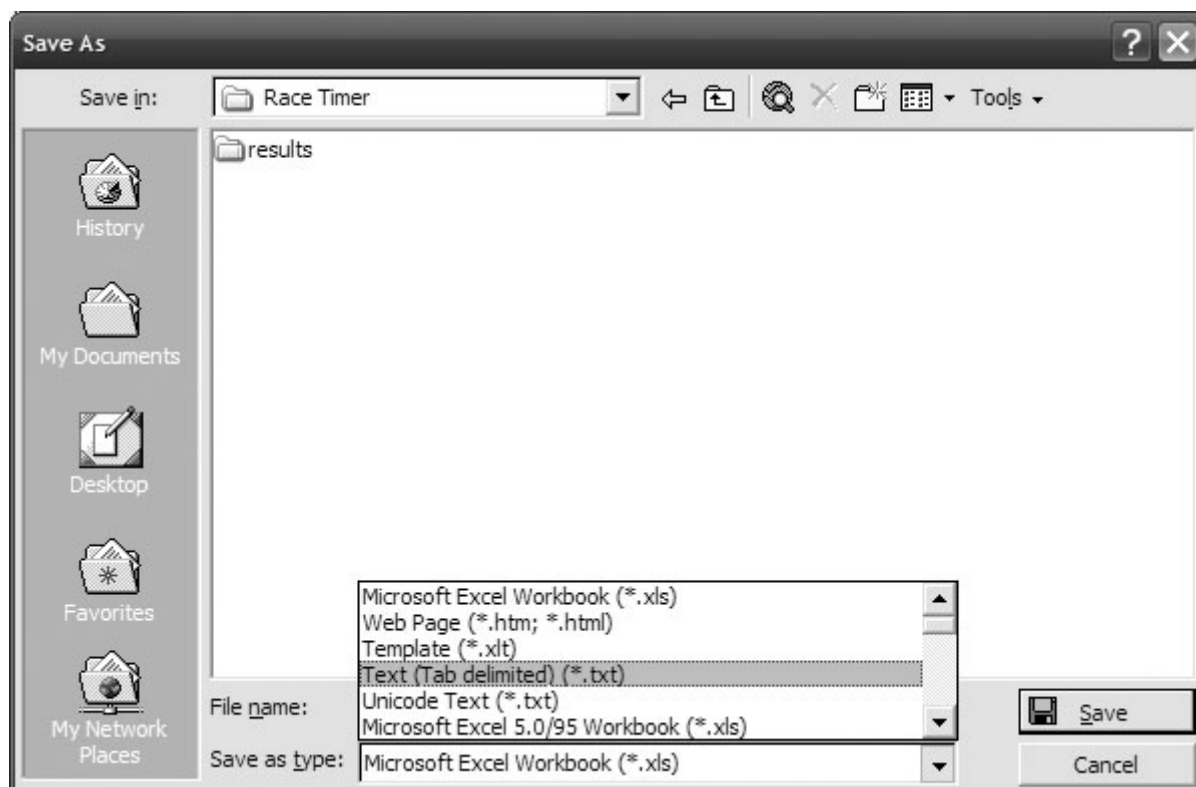 Save As
Save in: Race Timer Tools
results
History
My Documents
Desktop
Favorites
My Network
Places
Microsoft Excel Workbook (*.xls)
Web Page (*.htm; *.html)
Template (*.xlt)
Text (Tab delimited) (*.txt)
Unicode Text (*.txt)
Microsoft Excel 5.0/95 Workbook (*.xls)
File name:
Save as type: Microsoft Excel Workbook (*.xls)
Save
Cancel